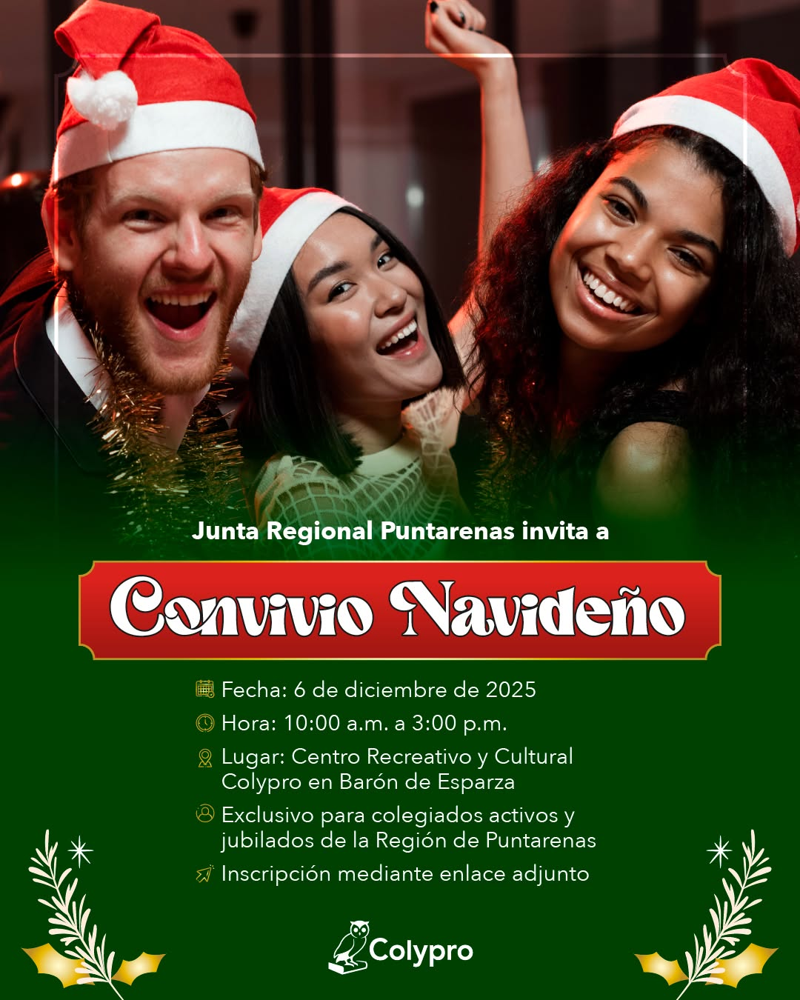 Junta Regional Puntarenas invita a
Convivio Navideño
Fecha: 6 de diciembre de 2025
Hora: 10:00 a.m. a 3:00 p.m.
Lugar: Centro Recreativo y Cultural
Colypro en Barón de Esparza
Exclusivo para colegiados activos y
jubilados de la Región de Puntarenas
Inscripción mediante enlace adjunto
Colypro